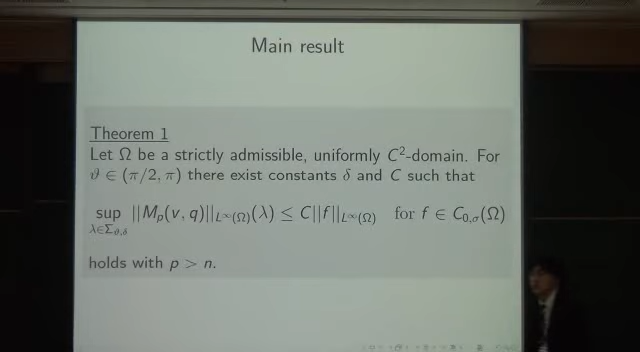 Main result
Theorem 1
Let Ω be a strictly admissible, uniformly C²-domain. For
ϑ ∈ (π/2, π) there exist constants δ and C such that
sup_{λ∈Σ_{ϑ,δ}} ||M_p(v, q)||_{L^∞(Ω)}(λ) ≤ C||f||_{L^∞(Ω)} for f ∈ C_{0,σ}(Ω)
holds with p > n.